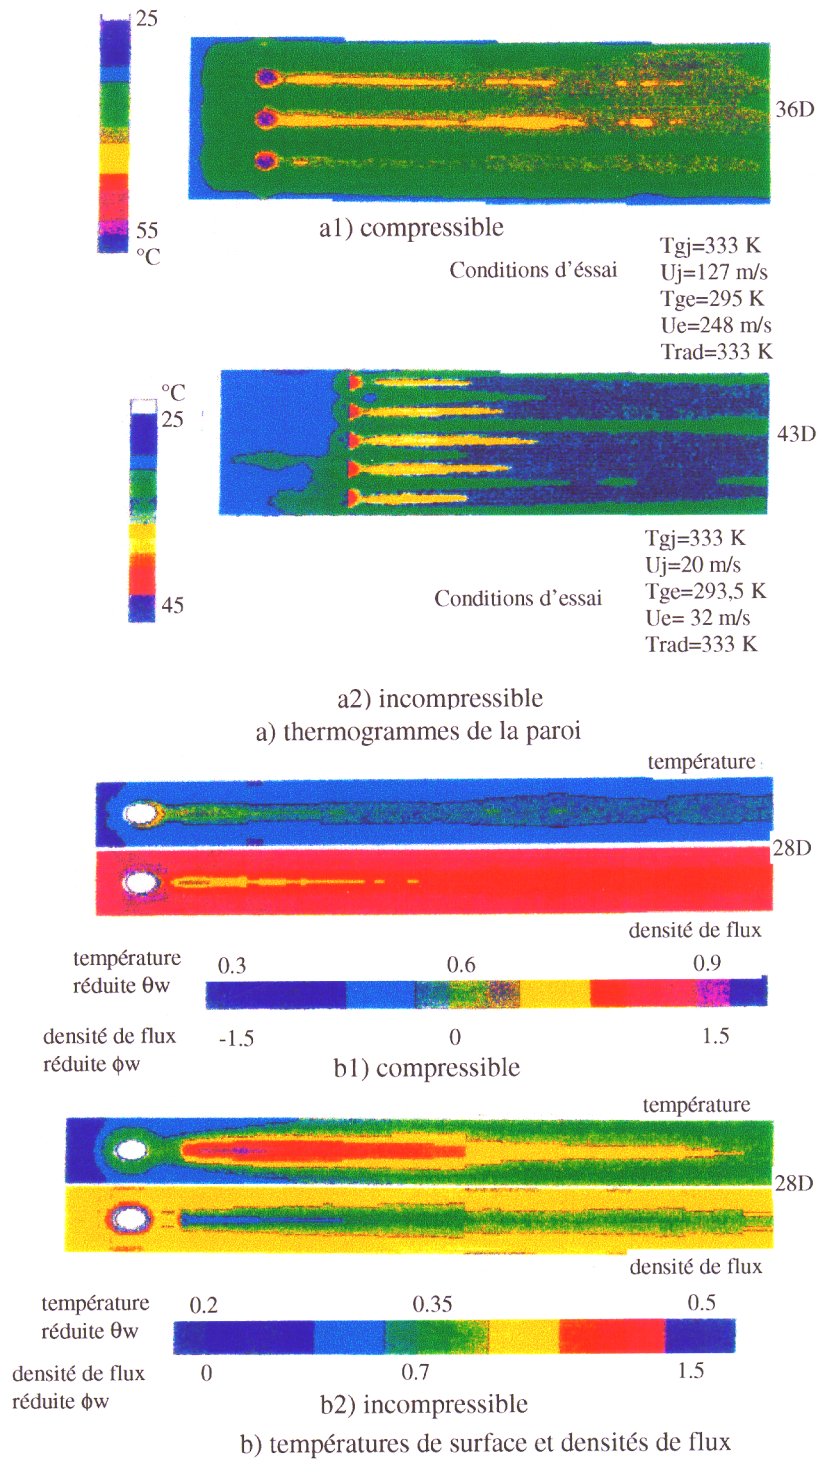 25
36D
55
°C
a1) compressible
Conditions d'éssai
Tgj=333 K
Uj=127 m/s
Tge=295 K
Ue=248 m/s
Trad=333 K
°C
25
43D
45
Conditions d'essai
Tgj=333 K
Uj=20 m/s
Tge=293,5 K
Ue= 32 m/s
Trad=333 K
a2) incompressible
a) thermogrammes de la paroi
température
28D
densité de flux
température
réduite θw
0.3 0.6 0.9
densité de flux
réduite ϕw
-1.5 0 1.5
b1) compressible
température
28D
densité de flux
température
réduite θw
0.2 0.35 0.5
densité de flux
réduite ϕw
0 0.7 1.5
b2) incompressible
b) températures de surface et densités de flux